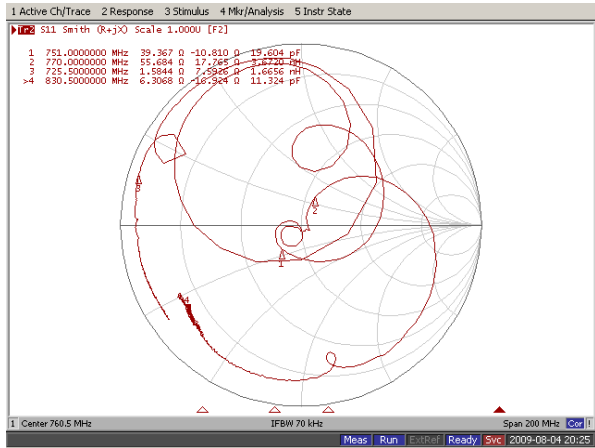 1 Active Ch/Trace 2 Response 3 Stimulus 4 Mkr/Analysis 5 Instr State
Tr2 S11 Smith (R+jX) Scale 1.000U [F2]
1 751.0000000 MHz 39.367 Ω -10.810 Ω 19.604 pF
2 770.0000000 MHz 55.684 Ω 17.765 Ω 3.6720 nH
3 725.5000000 MHz 1.5844 Ω 7.5926 Ω 1.6656 nH
>4 830.5000000 MHz 6.3068 Ω -16.924 Ω 11.324 pF
3
2
1
4
1 Center 760.5 MHz IFBW 70 kHz Span 200 MHz Cor !
Meas Run ExtRef Ready Svc 2009-08-04 20:25